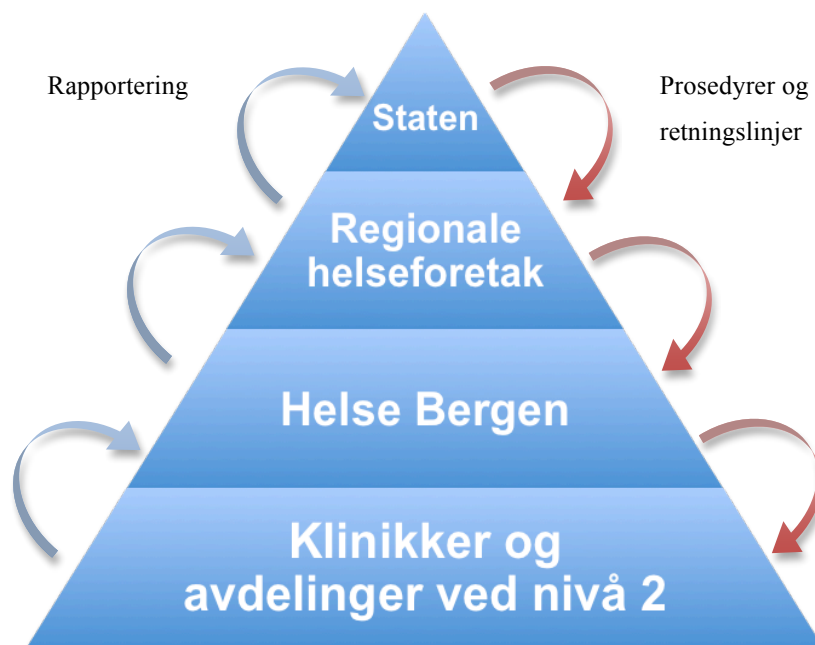 Rapportering
Prosedyrer og
retningslinjer
Staten
Regionale
helseforetak
Helse Bergen
Klinikker og
avdelinger ved nivå 2